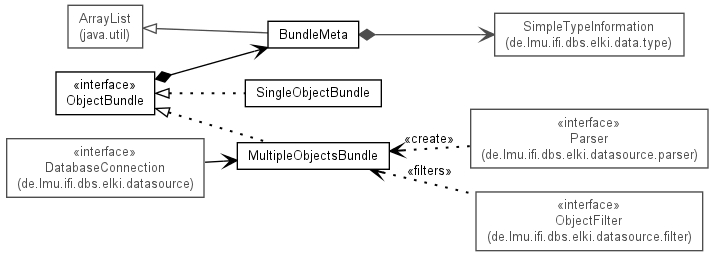 ArrayList
(java.util)
BundleMeta
SimpleTypeInformation
(de.lmu.ifi.dbs.elki.data.type)
«interface»
ObjectBundle
SingleObjectBundle
«interface»
DatabaseConnection
(de.lmu.ifi.dbs.elki.datasource)
MultipleObjectsBundle
«create»
«filters»
«interface»
Parser
(de.lmu.ifi.dbs.elki.datasource.parser)
«interface»
ObjectFilter
(de.lmu.ifi.dbs.elki.datasource.filter)